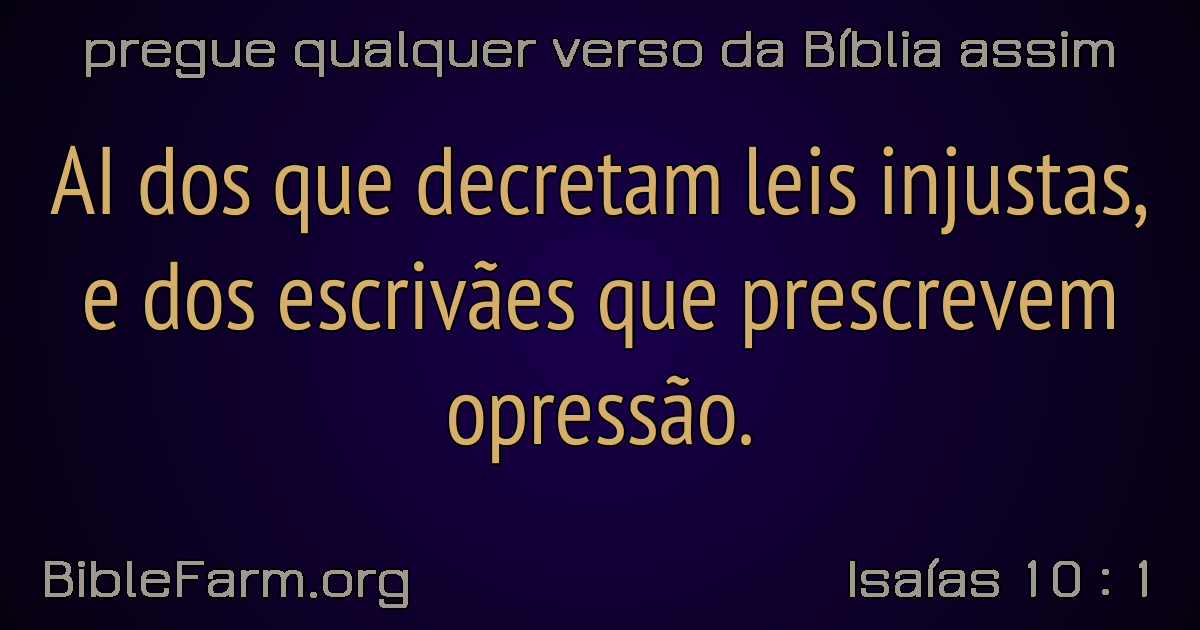 pregue qualquer verso da Bíblia assim
AI dos que decretam leis injustas,
e dos escrivães que prescrevem
opressão.
BibleFarm.org
Isaías 10 : 1